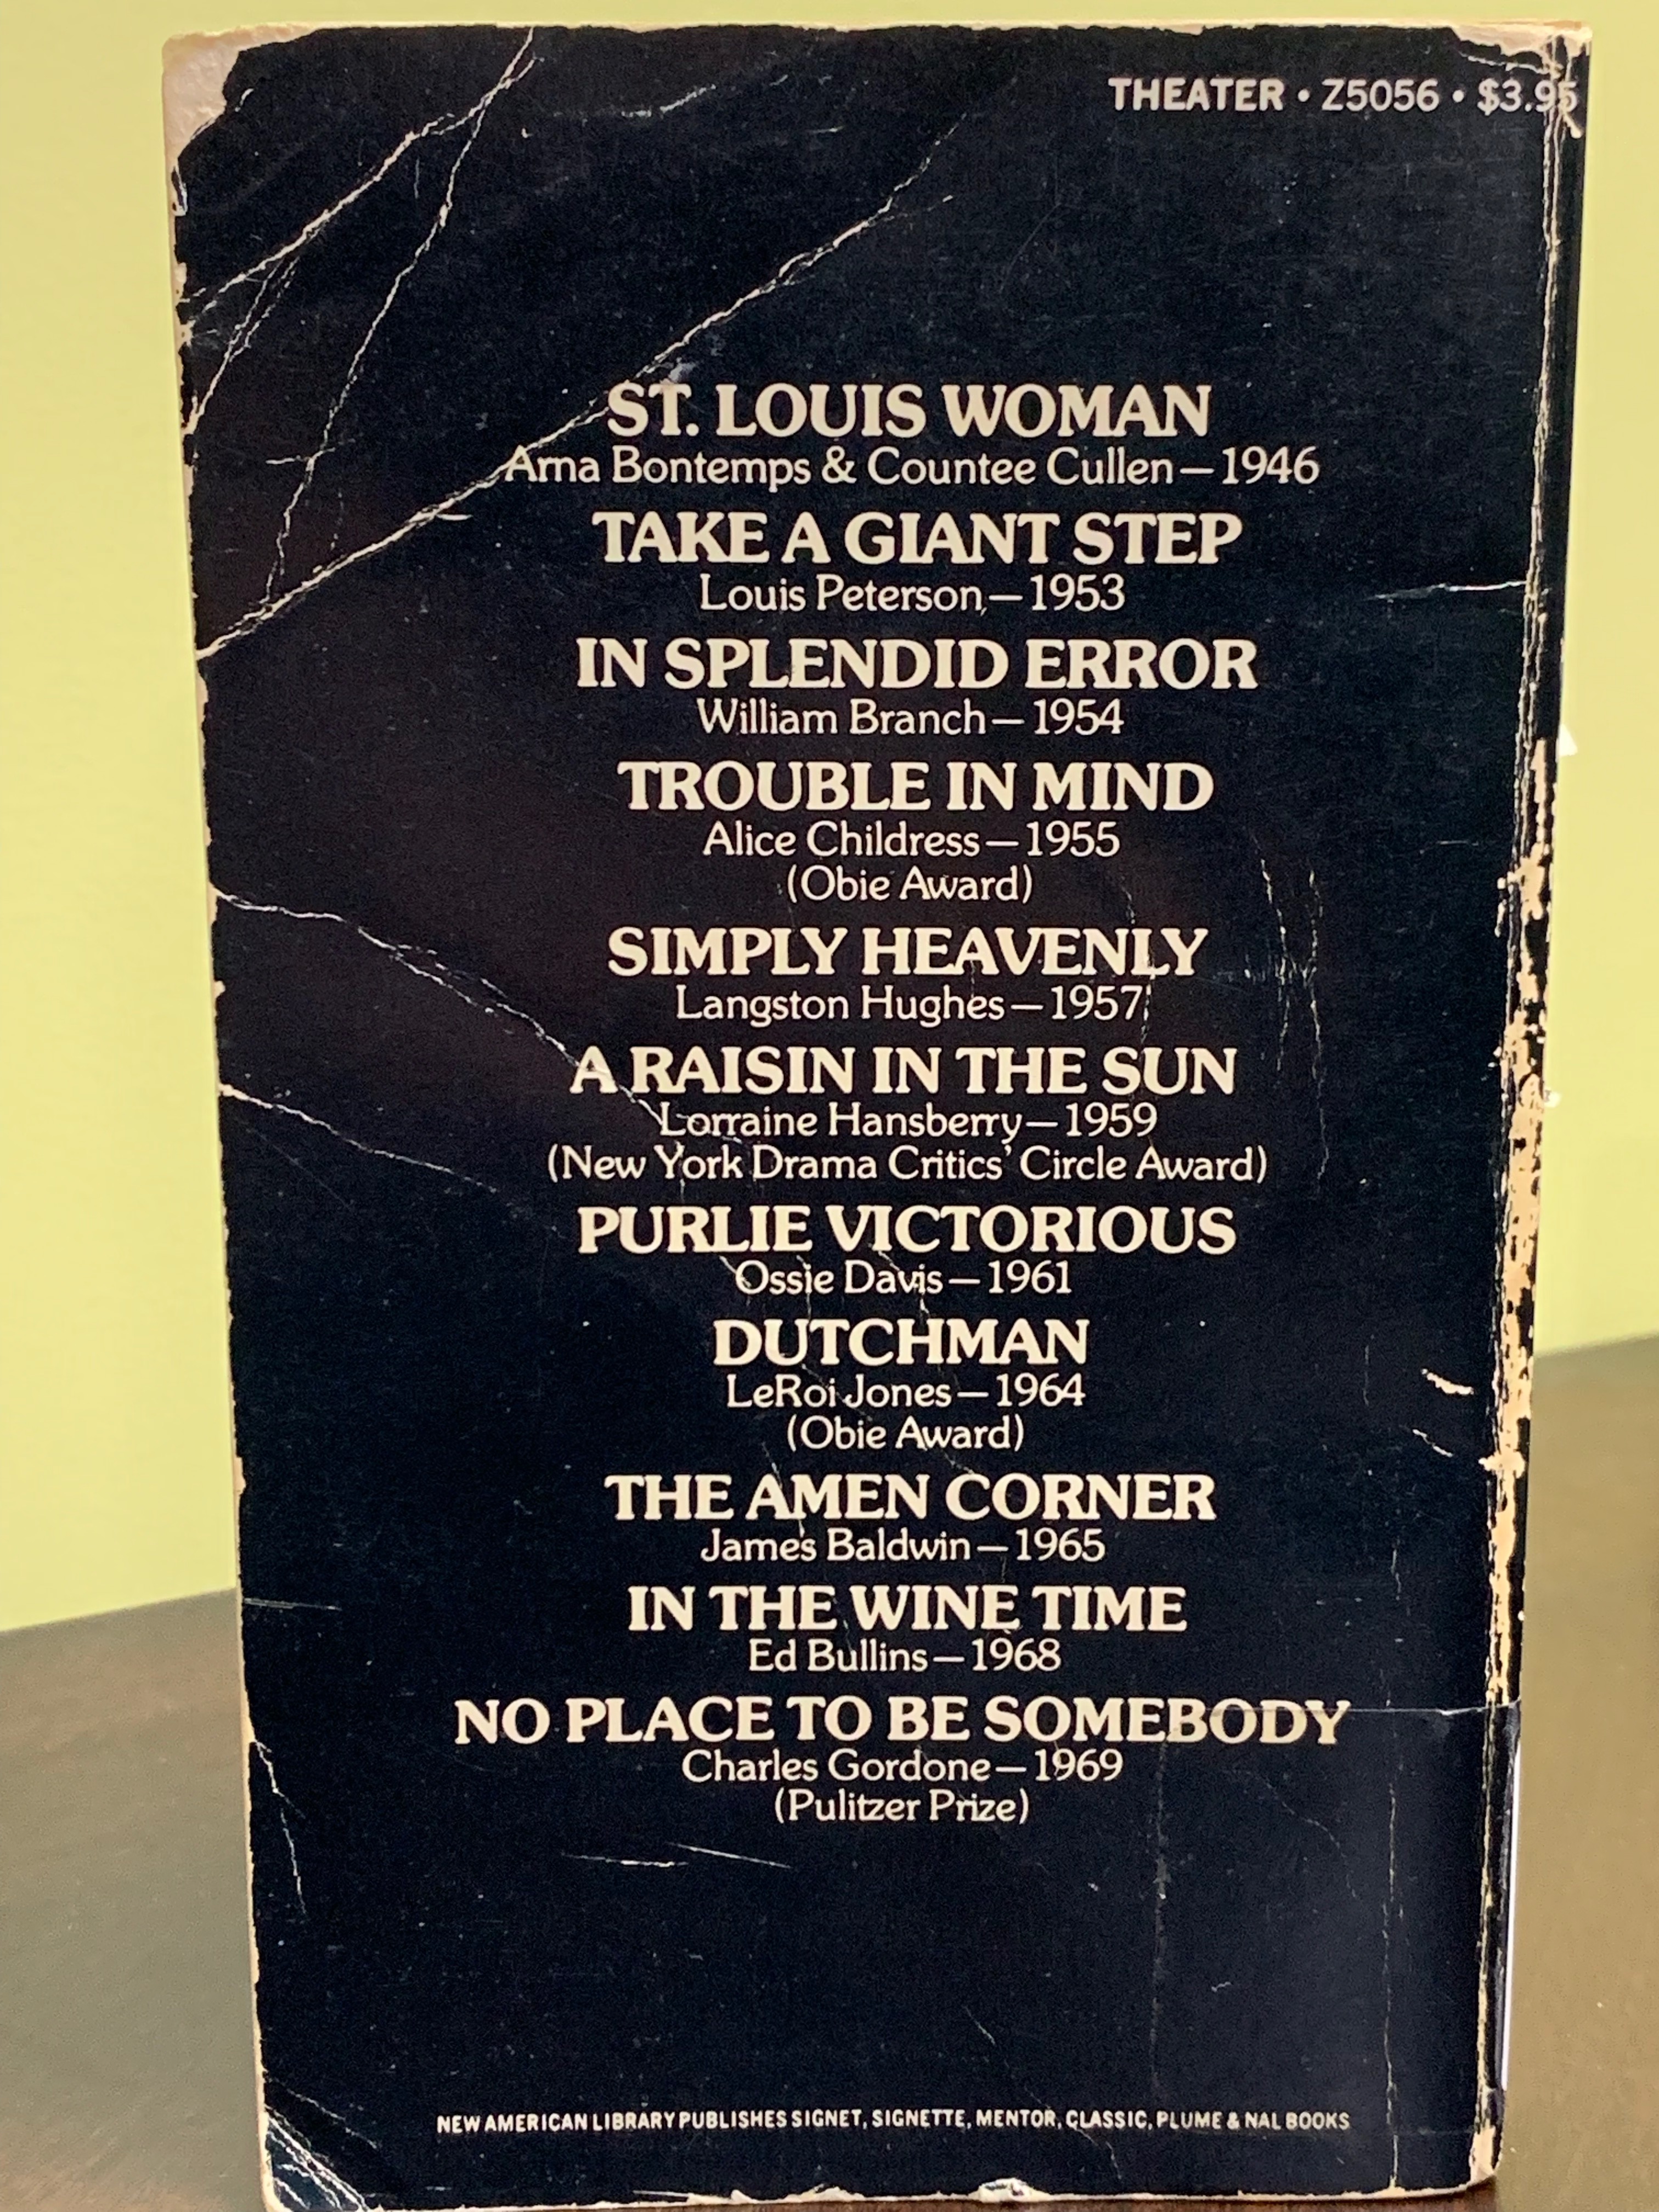 THEATER • Z5056 • $3.95
ST. LOUIS WOMAN
Arna Bontemps & Countee Cullen—1946
TAKE A GIANT STEP
Louis Peterson—1953
IN SPLENDID ERROR
William Branch—1954
TROUBLE IN MIND
Alice Childress—1955
(Obie Award)
SIMPLY HEAVENLY
Langston Hughes—1957
A RAISIN IN THE SUN
Lorraine Hansberry—1959
(New York Drama Critics' Circle Award)
PURLIE VICTORIOUS
Ossie Davis—1961
DUTCHMAN
LeRoi Jones—1964
(Obie Award)
THE AMEN CORNER
James Baldwin—1965
IN THE WINE TIME
Ed Bullins—1968
NO PLACE TO BE SOMEBODY
Charles Gordone—1969
(Pulitzer Prize)
NEW AMERICAN LIBRARY PUBLISHES SIGNET, SIGNETTE, MENTOR, CLASSIC, PLUME & NAL BOOKS